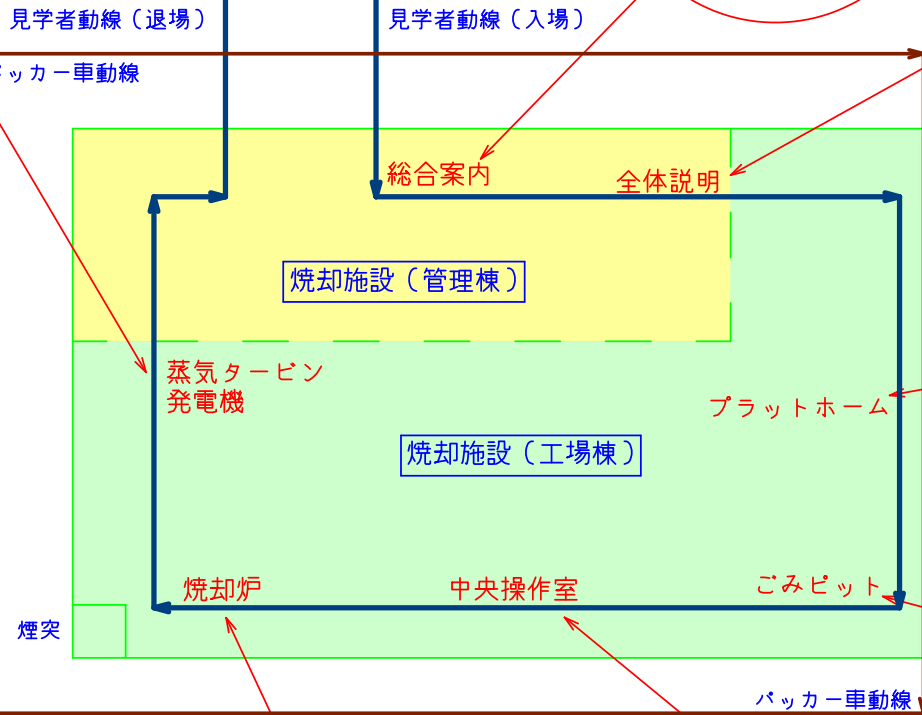 見学者動線（退場）
見学者動線（入場）
ッカー車動線
総合案内
全体説明
焼却施設（管理棟）
蒸気タービン
発電機
プラットホーム
焼却施設（工場棟）
焼却炉
中央操作室
ごみピット
煙突
パッカー車動線